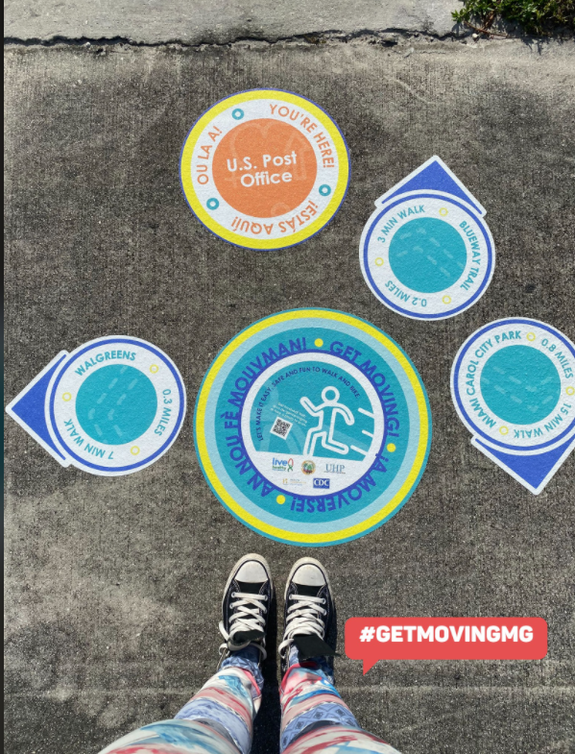 YOU'RE HERE!
¡ESTÁS AQUÍ!
OU LA A!
U.S. Post
Office
3 MIN WALK
BLUEWAY TRAIL
0.2 MILES
WALGREENS
0.3 MILES
7 MIN WALK
MIAMI CAROL CITY PARK
0.8 MILES
15 MIN WALK
GET MOVING!
¡A MOVERSE!
AN NOU FÈ MOUVMAN!
LET'S MAKE IT EASY, SAFE AND FUN TO WALK AND BIKE
live
healthy
UHP
CDC
#GETMOVINGMG